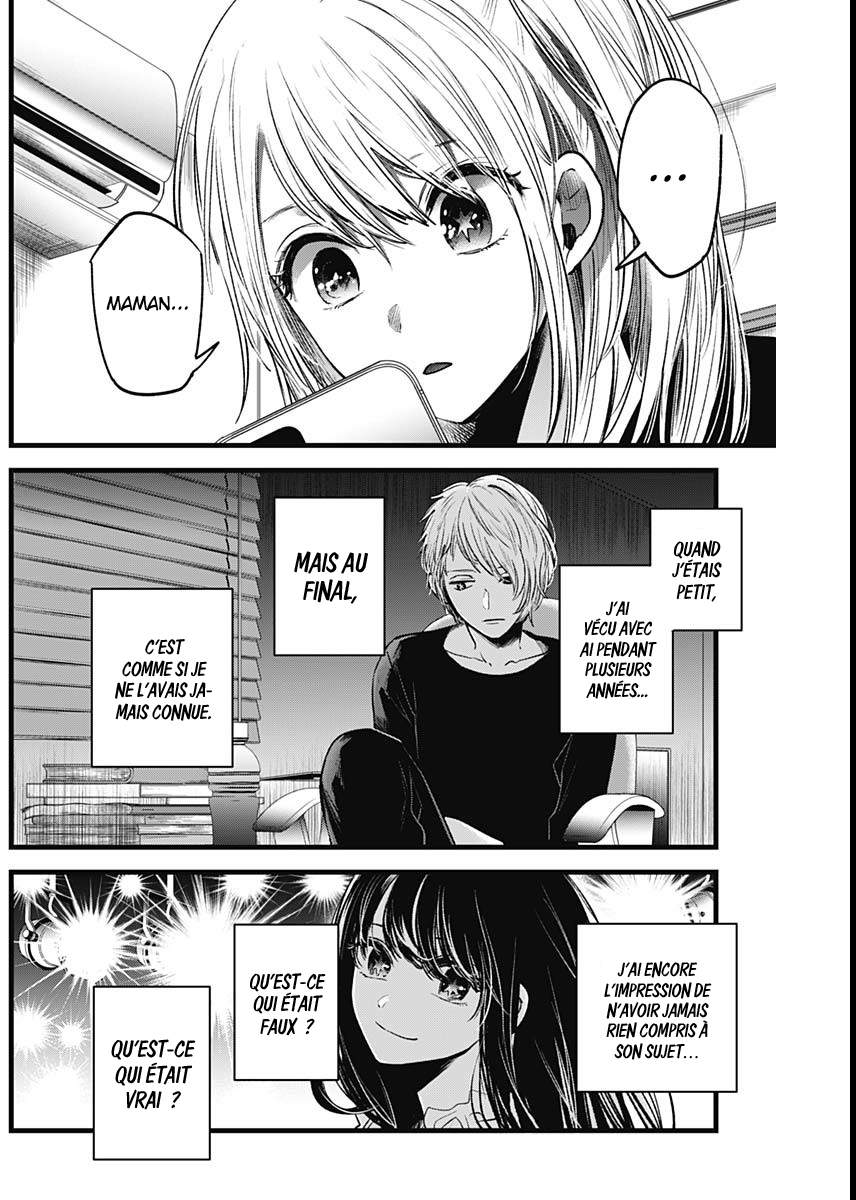 ...
MAMAN...
QUAND
J'ÉTAIS
PETIT,
J'AI
VÉCU AVEC
AI PENDANT
PLUSIEURS
ANNÉES...
MAIS AU
FINAL,
C'EST
COMME SI JE
NE L'AVAIS JA-
MAIS CONNUE.
J'AI ENCORE
L'IMPRESSION DE
N'AVOIR JAMAIS
RIEN COMPRIS À
SON SUJET...
QU'EST-CE
QUI ÉTAIT
FAUX ?
QU'EST-CE
QUI ÉTAIT
VRAI ?